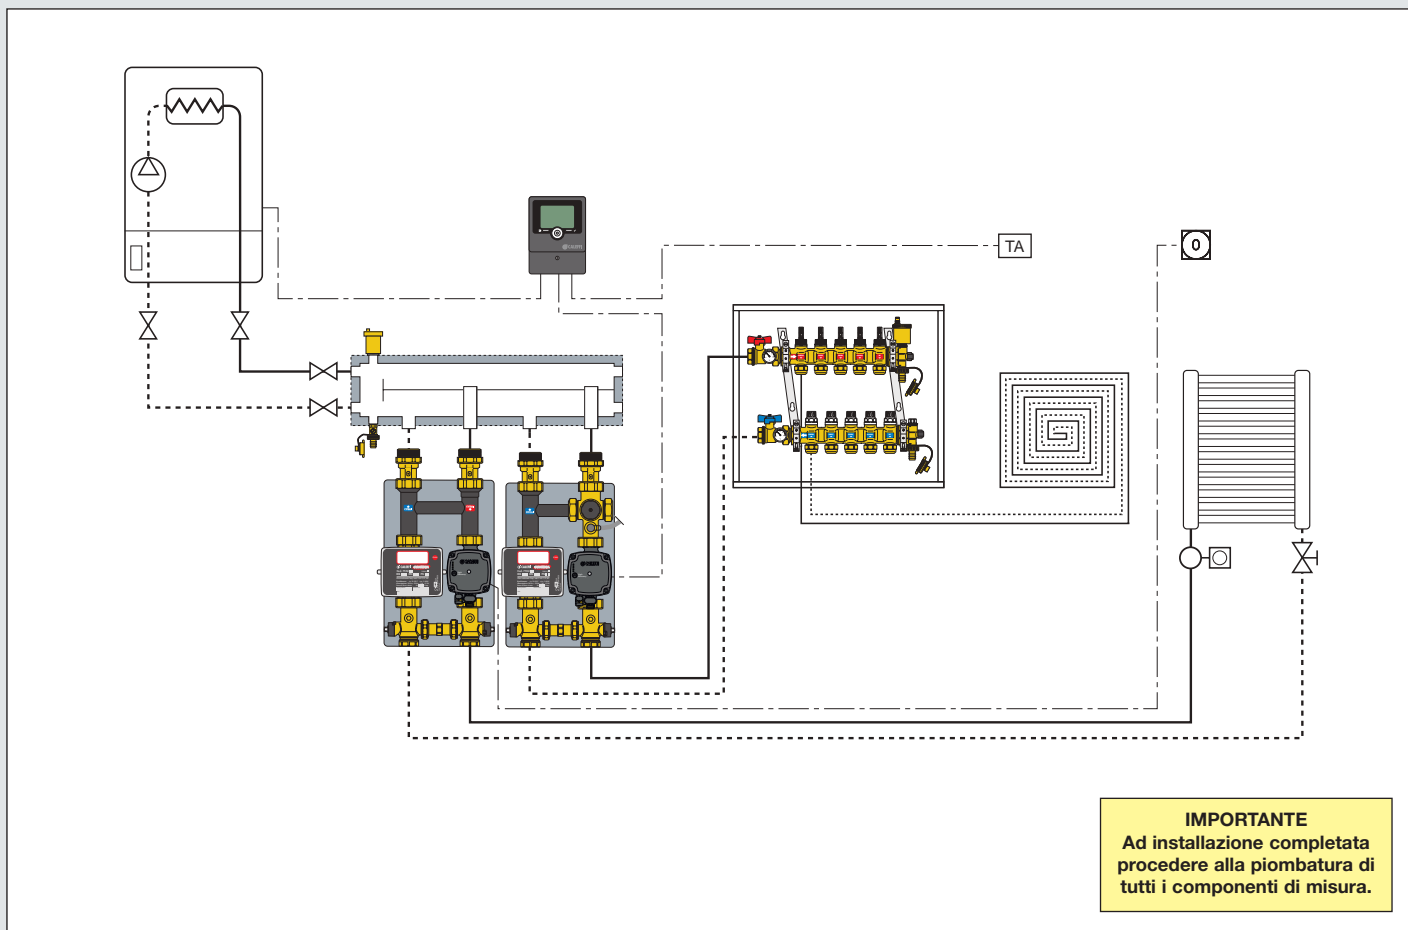 TA
0
IMPORTANTE
Ad installazione completata
procedere alla piombatura di
tutti i componenti di misura.